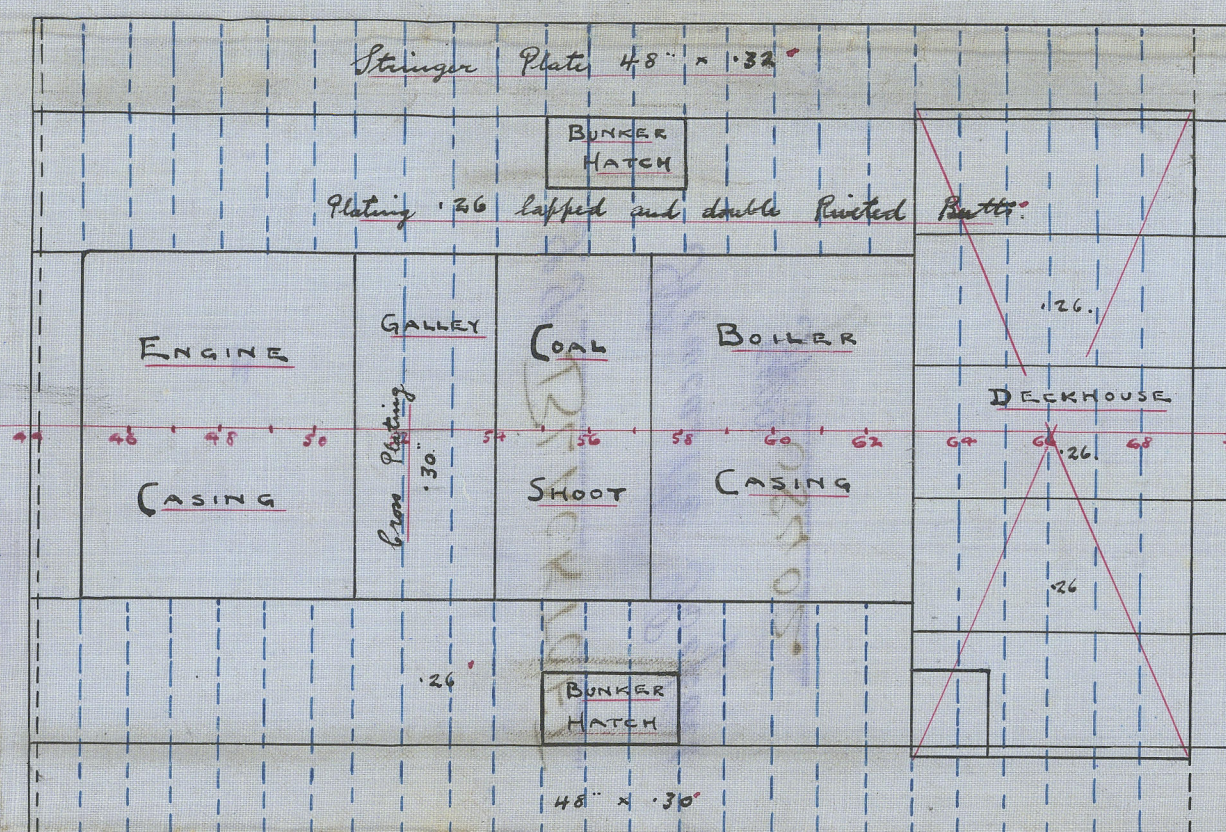 Stringer Plate 48" × .32"
BUNKER
HATCH
Plating .26 lapped and double Riveted Butts.
GALLEY
ENGINE
COAL
BOILER
.26.
DECKHOUSE
Cross Plating
.30"
44 46 48 50 52 54 56 58 60 62 64 66 68
.26.
CASING
SHOOT
CASING
.26
.26"
BUNKER
HATCH
48" × .30"